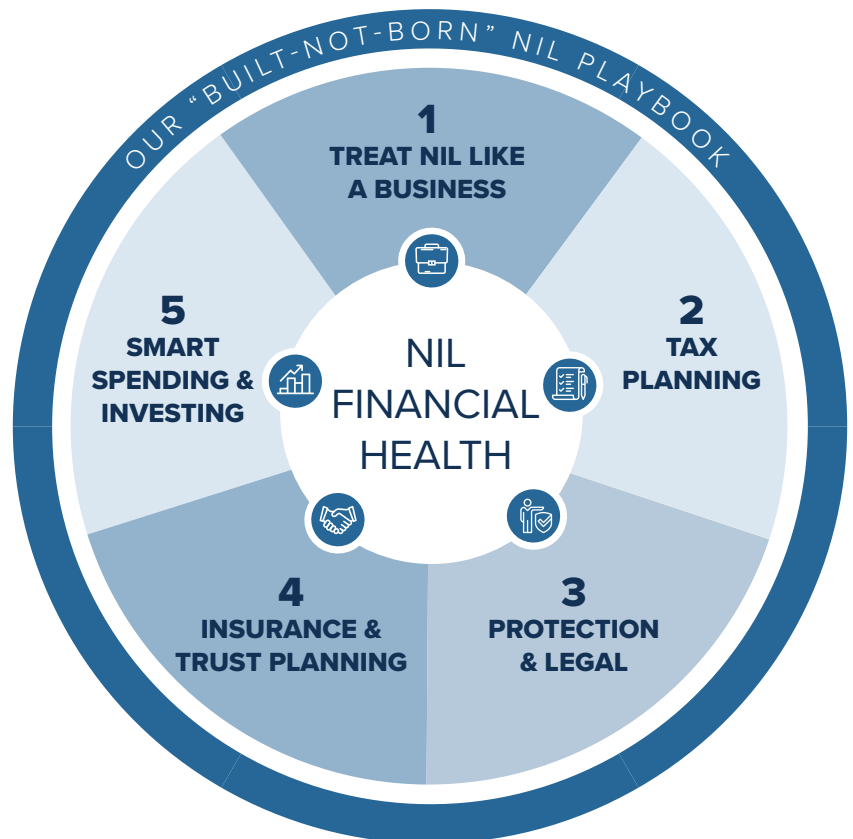 OUR “BUILT-NOT-BORN” NIL PLAYBOOK
1
TREAT NIL LIKE
A BUSINESS
2
TAX
PLANNING
3
PROTECTION
& LEGAL
4
INSURANCE &
TRUST PLANNING
5
SMART
SPENDING &
INVESTING
NIL
FINANCIAL
HEALTH